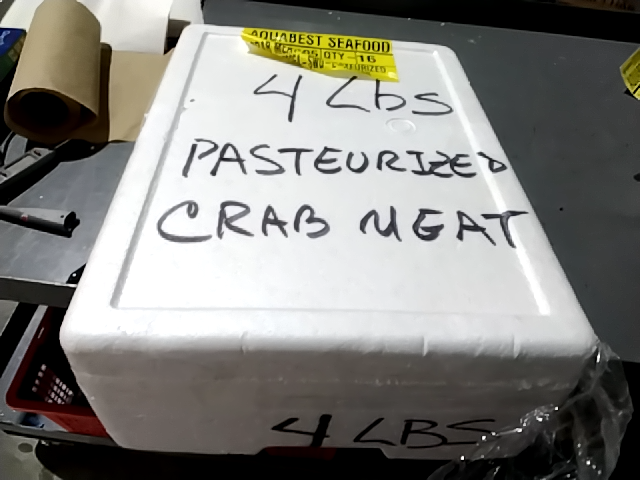 AQUABEST SEAFOOD
QTY-16
4 Lbs
PASTEURIZED
CRAB MEAT
4 LBS